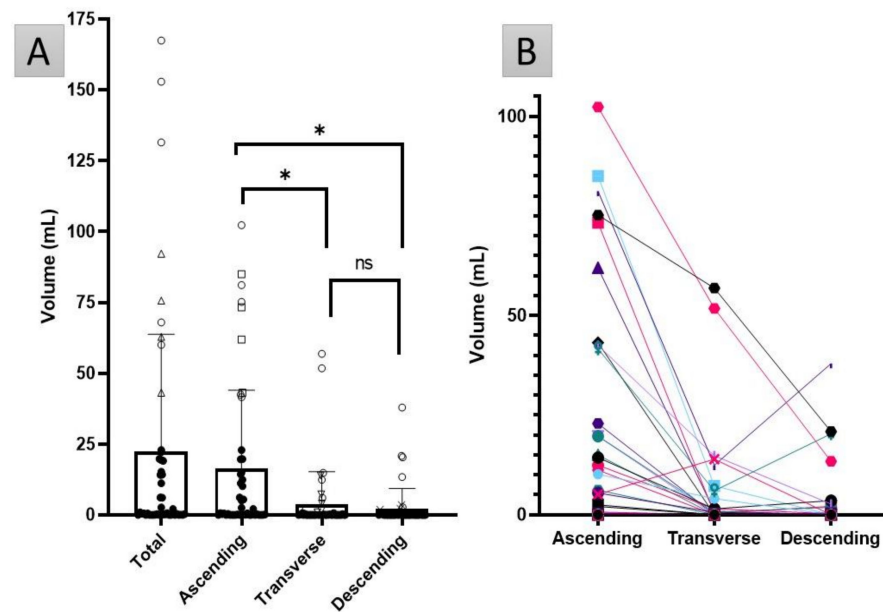 A
Volume (mL)
175
150
125
100
75
50
25
0
*
*
ns
Total
Ascending
Transverse
Descending
B
Volume (mL)
100
50
0
Ascending
Transverse
Descending